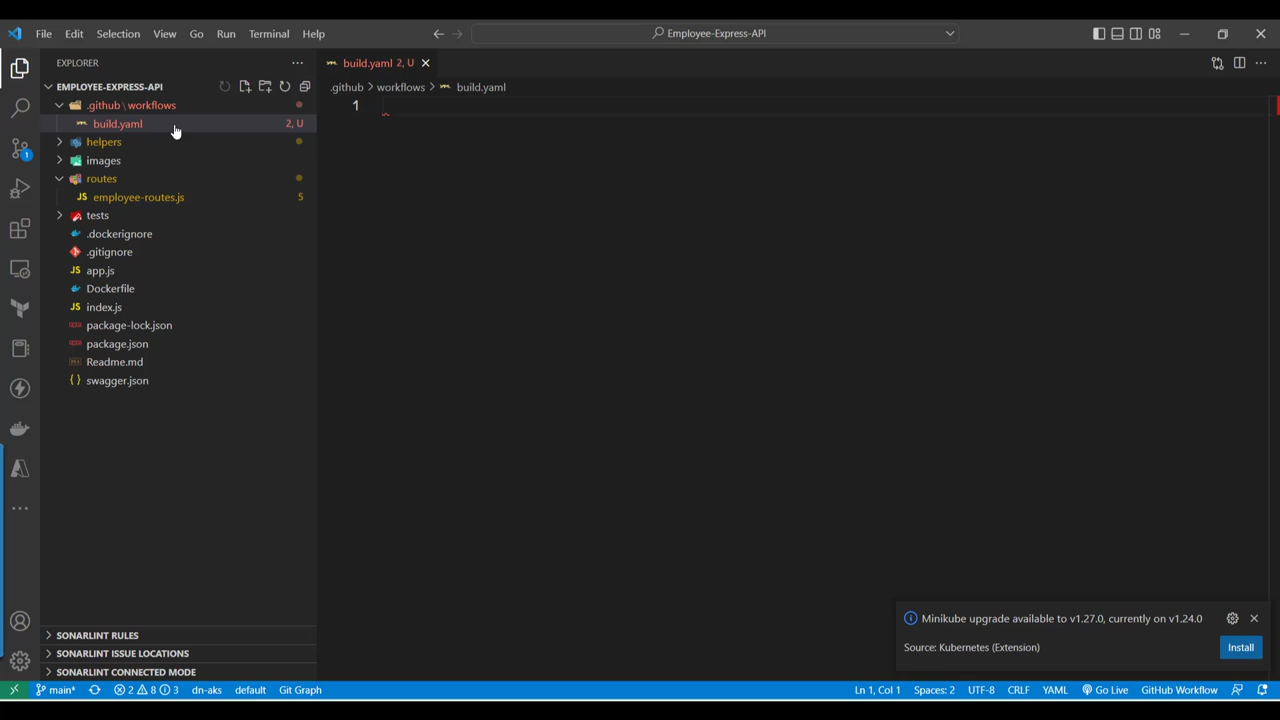 File Edit Selection View Go Run Terminal Help
Employee-Express-API
EXPLORER
build.yaml 2, U
EMPLOYEE-EXPRESS-API
.github > workflows > build.yaml
.github \ workflows
1
build.yaml 2, U
helpers
images
routes
JS employee-routes.js 5
tests
.dockerignore
.gitignore
JS app.js
Dockerfile
JS index.js
package-lock.json
package.json
Readme.md
{ } swagger.json
Minikube upgrade available to v1.27.0, currently on v1.24.0
Source: Kubernetes (Extension)
Install
1
SONARLINT RULES
SONARLINT ISSUE LOCATIONS
SONARLINT CONNECTED MODE
main* 2 8 3 dn-aks default Git Graph
Ln 1, Col 1 Spaces: 2 UTF-8 CRLF YAML Go Live GitHub Workflow